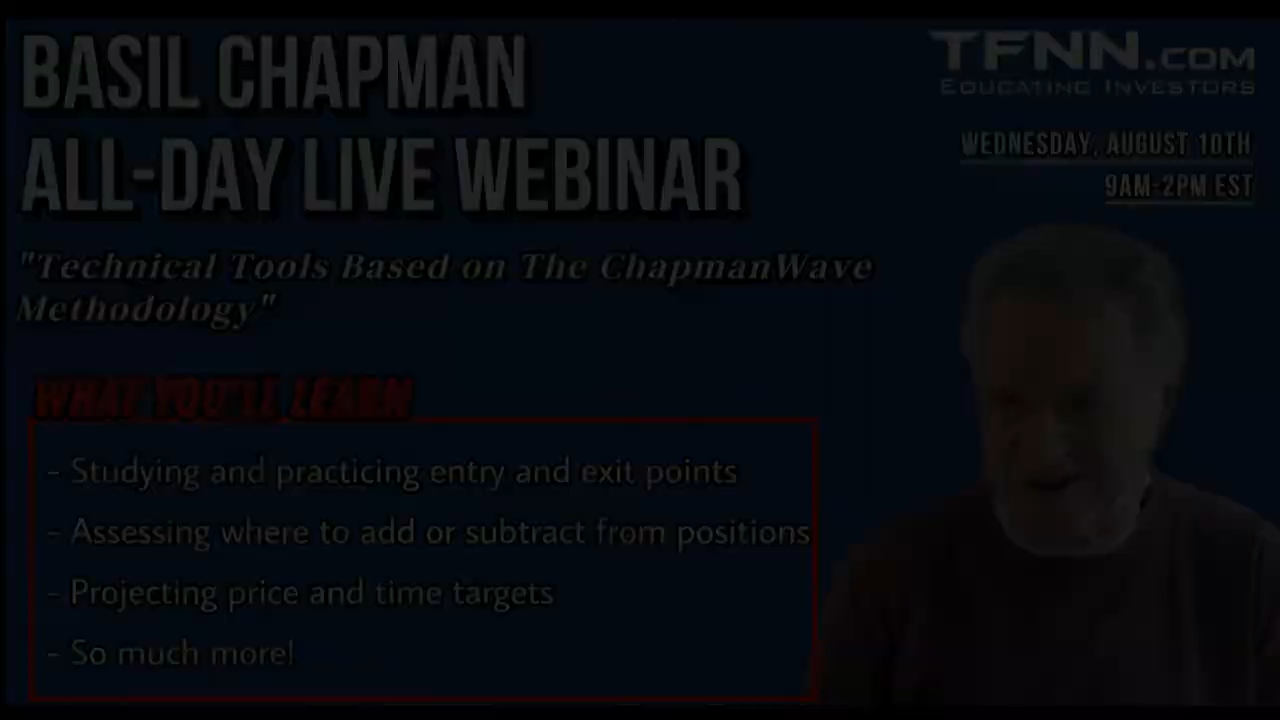 BASIL CHAPMAN
ALL-DAY LIVE WEBINAR
"Technical Tools Based on The ChapmanWave
Methodology"
WHAT YOU'LL LEARN
- Studying and practicing entry and exit points
- Assessing where to add or subtract from positions
- Projecting price and time targets
- So much more!
TFNN.COM
EDUCATING INVESTORS
WEDNESDAY, AUGUST 10TH
9AM-2PM EST